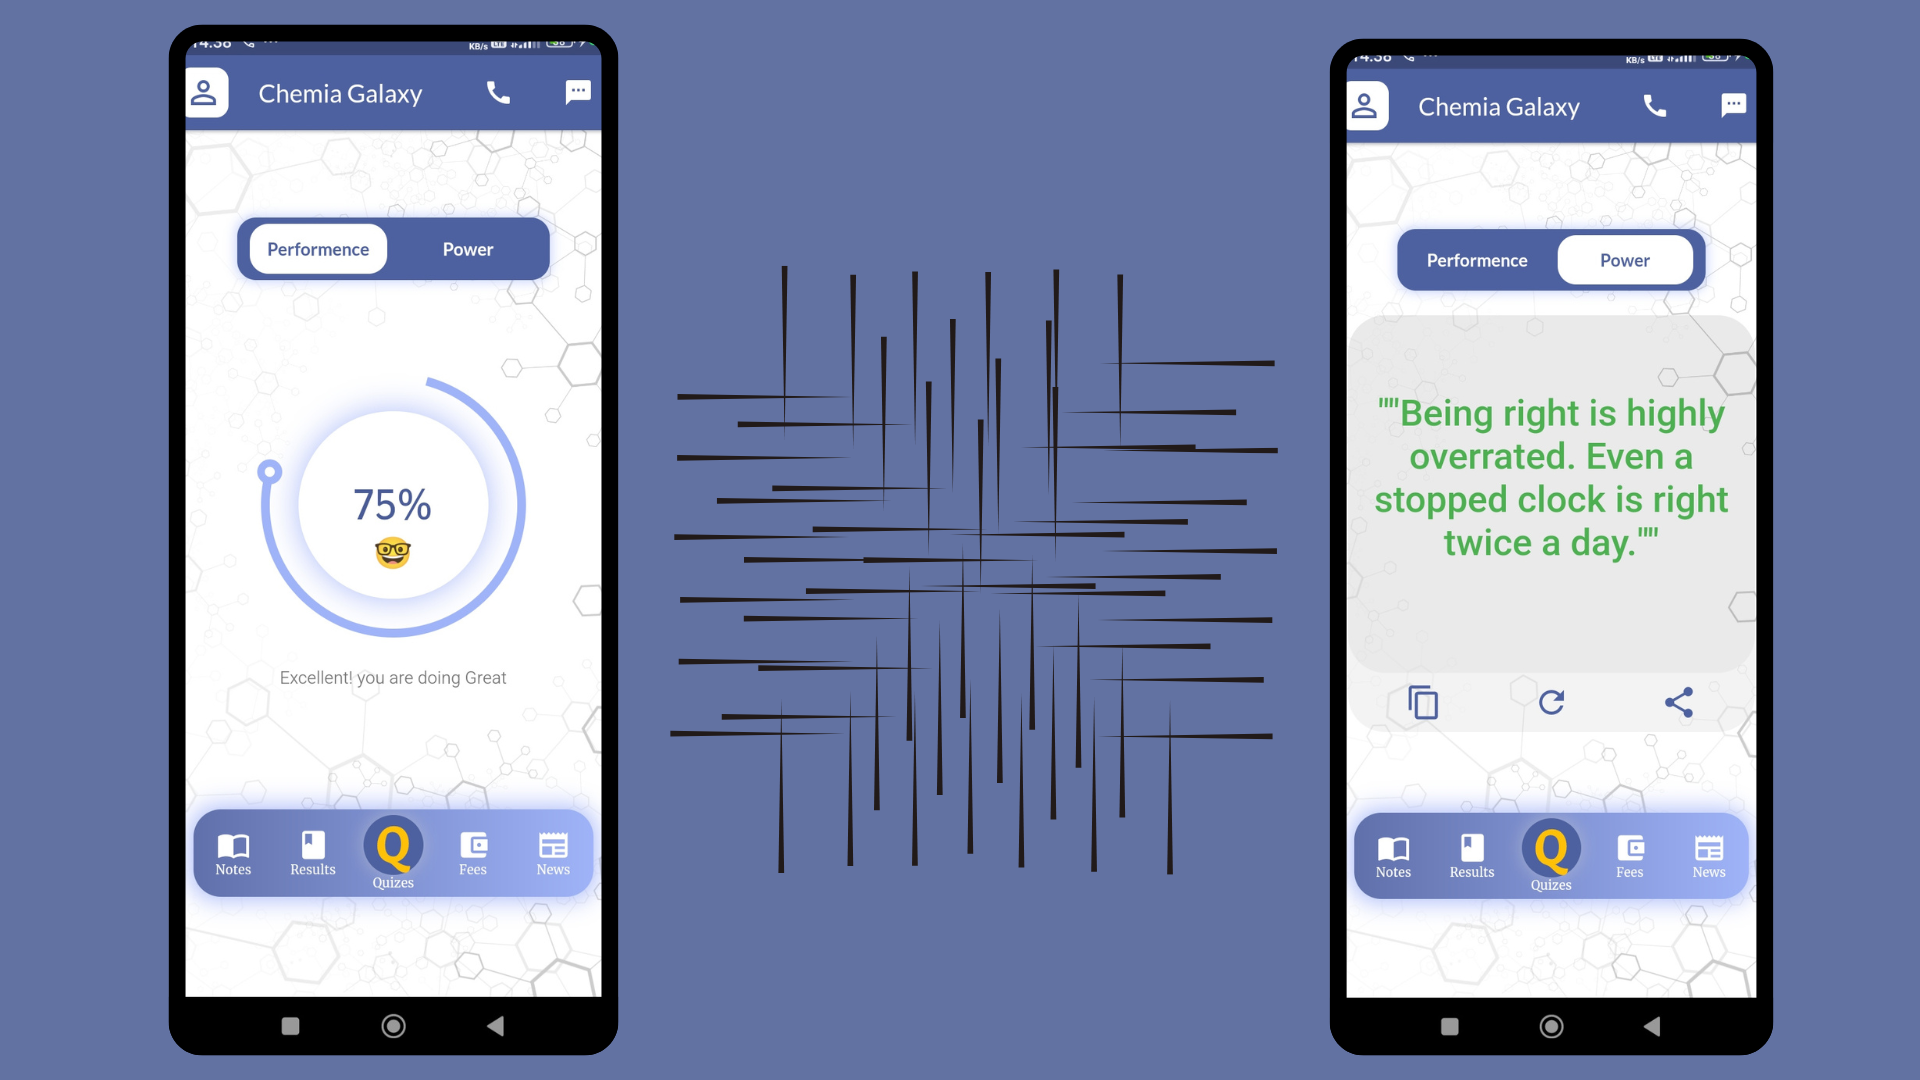 14:38
KB/s
Chemia Galaxy
Performence Power
75%
Excellent! you are doing Great
Notes Results Q Fees News
Quizes
14:38
KB/s
Chemia Galaxy
Performence Power
""Being right is highly
overrated. Even a
stopped clock is right
twice a day.""
Notes Results Q Fees News
Quizes